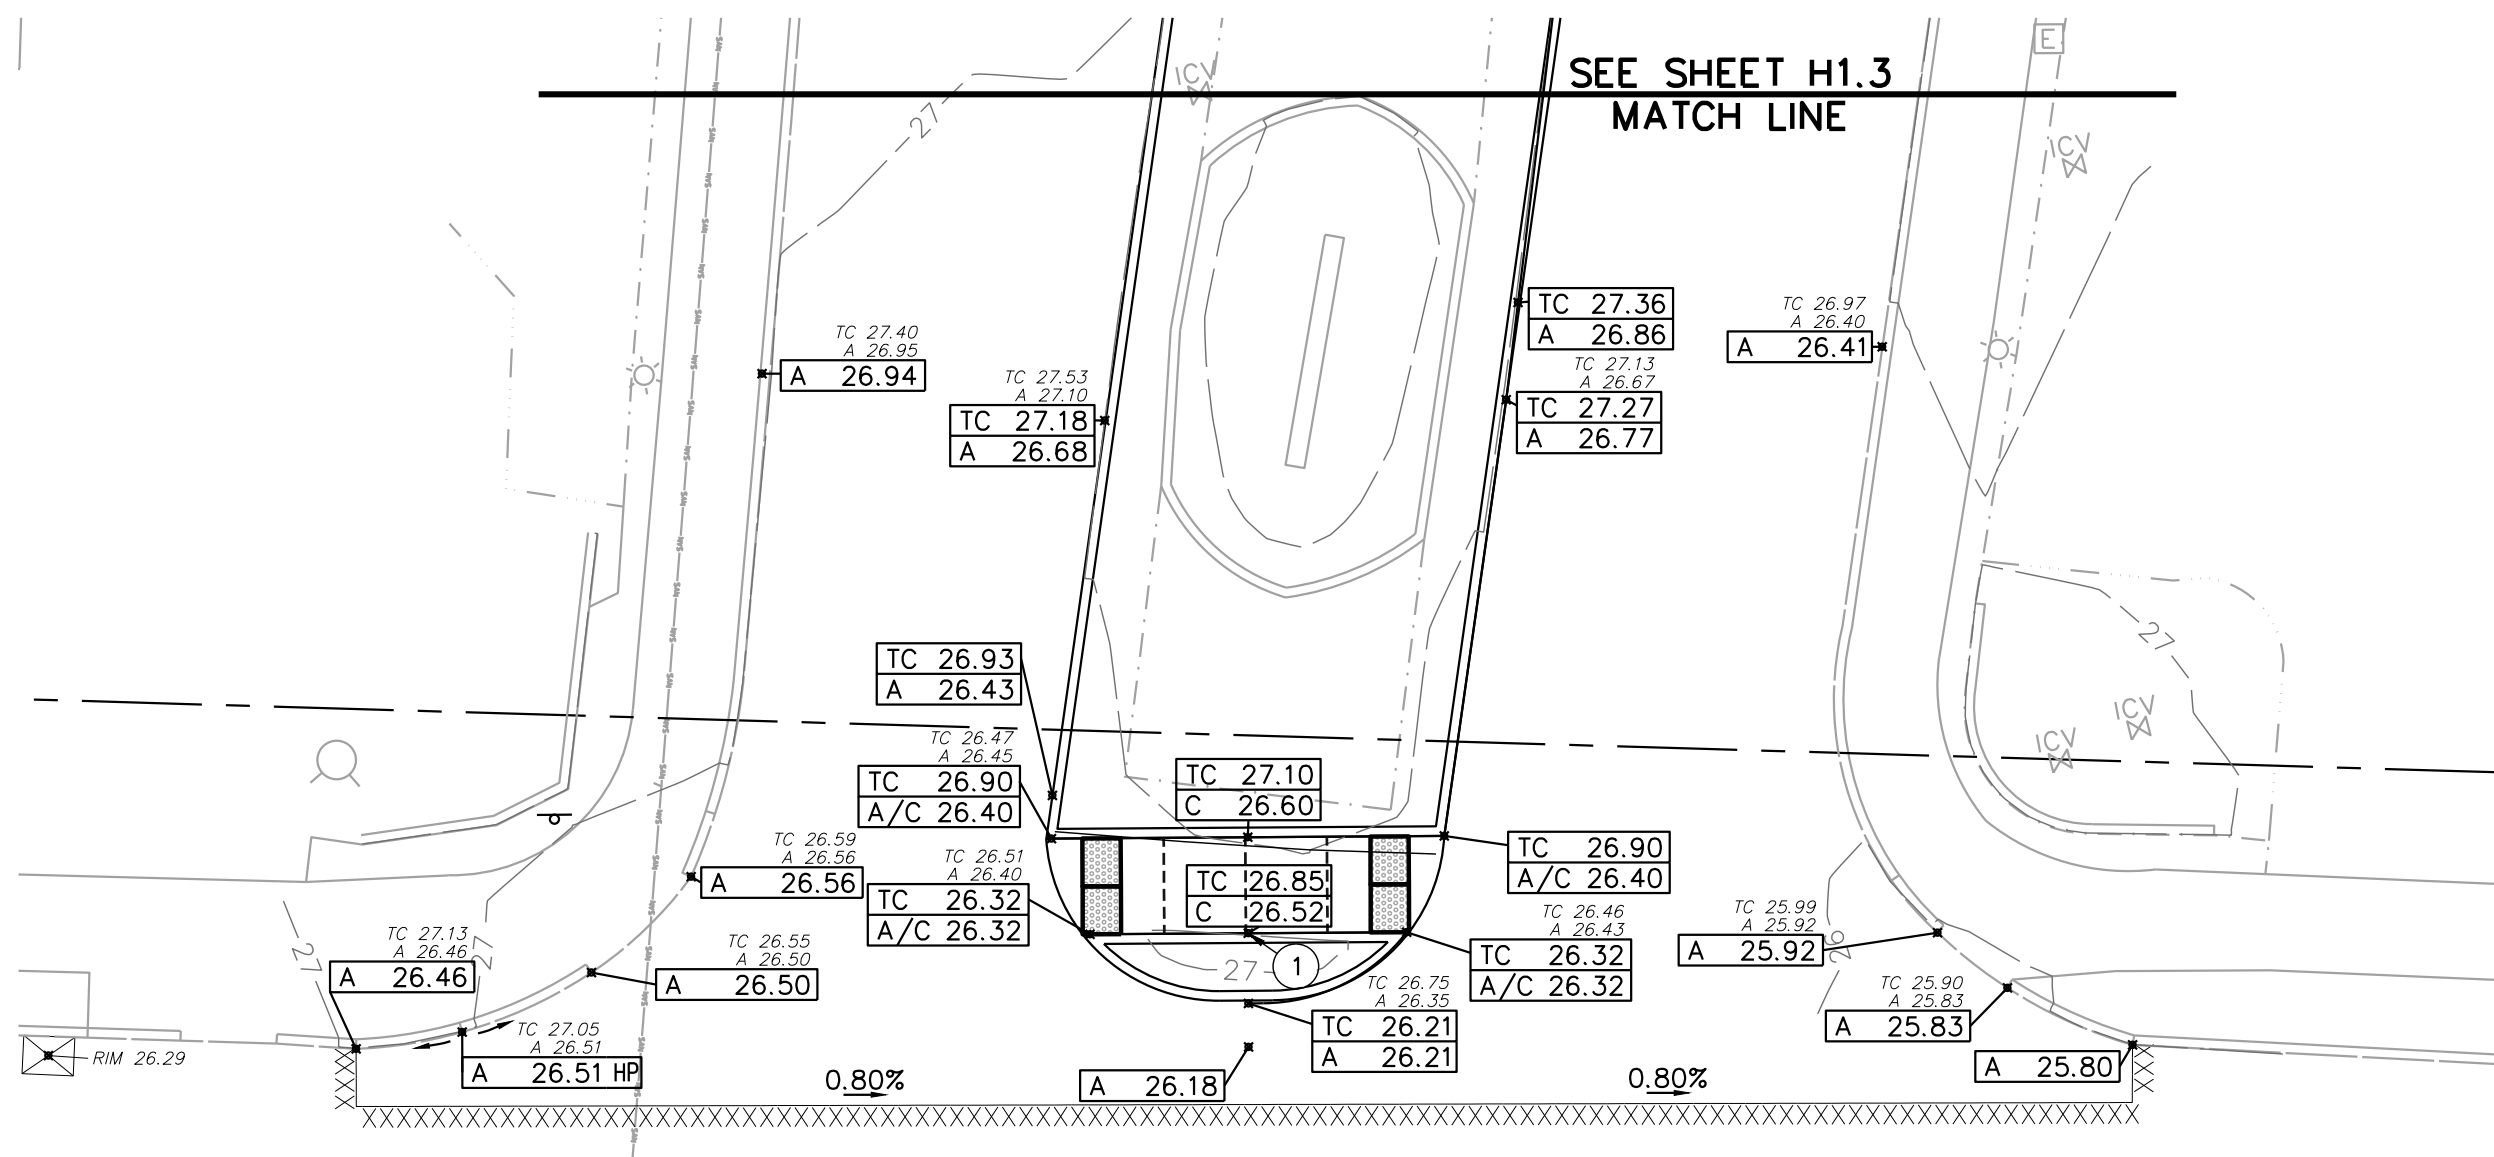 SEE SHEET H1.3
MATCH LINE
E
ICV
ICV
27
TC 27.40
A 26.95
A 26.94
TC 27.53
A 27.10
TC 27.18
A 26.68
TC 27.36
A 26.86
TC 27.13
A 26.67
TC 27.27
A 26.77
TC 26.97
A 26.40
A 26.41
27
ICV
ICV
TC 26.93
A 26.43
TC 26.47
A 26.45
TC 26.90
A/C 26.40
TC 27.10
C 26.60
TC 26.90
A/C 26.40
TC 26.59
A 26.56
A 26.56
TC 26.51
A 26.40
TC 26.32
A/C 26.32
TC 26.85
C 26.52
TC 26.46
A 26.43
TC 26.32
A/C 26.32
TC 25.99
A 25.92
A 25.92
26
TC 27.13
A 26.46
A 26.46
27
27
TC 26.55
A 26.50
A 26.50
27
1
TC 26.75
A 26.35
TC 26.21
A 26.21
TC 25.90
A 25.83
A 25.83
TC 27.05
A 26.51
A 26.51 HP
RIM 26.29
A 26.18
A 25.80
0.80%
0.80%
SAN